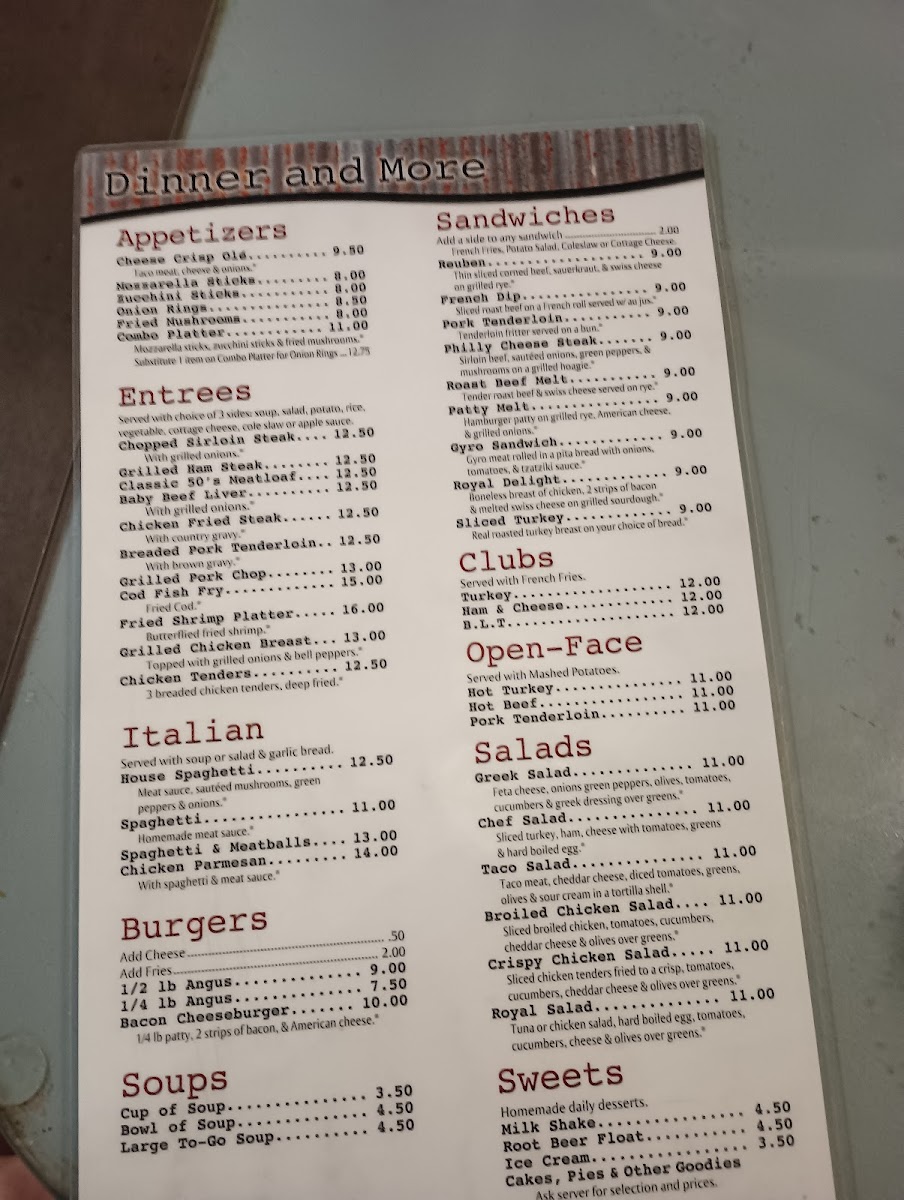 Dinner and More
Appetizers
Cheese Crisp Olé.......... 9.50
Taco meat, cheese & onions.*
Mozzarella Sticks......... 8.00
Zucchini Sticks........... 8.00
Onion Rings............... 8.50
Fried Mushrooms........... 8.00
Combo Platter............ 11.00
Mozzarella sticks, zucchini sticks & fried mushrooms.*
Substitute 1 item on Combo Platter for Onion Rings ... 12.75
Entrees
Served with choice of 3 sides: soup, salad, potato, rice,
vegetable, cottage cheese, cole slaw or apple sauce.
Chopped Sirloin Steak.... 12.50
With grilled onions.*
Grilled Ham Steak........ 12.50
Classic 50's Meatloaf.... 12.50
Baby Beef Liver.......... 12.50
With grilled onions.*
Chicken Fried Steak...... 12.50
With country gravy.*
Breaded Pork Tenderloin.. 12.50
With brown gravy.*
Grilled Pork Chop........ 13.00
Cod Fish Fry............. 15.00
Fried Cod.*
Fried Shrimp Platter..... 16.00
Butterflied fried shrimp.*
Grilled Chicken Breast... 13.00
Topped with grilled onions & bell peppers.*
Chicken Tenders.......... 12.50
3 breaded chicken tenders, deep fried.*
Italian
Served with soup or salad & garlic bread.
House Spaghetti.......... 12.50
Meat sauce, sautéed mushrooms, green
peppers & onions.*
Spaghetti................ 11.00
Homemade meat sauce.*
Spaghetti & Meatballs.... 13.00
Chicken Parmesan......... 14.00
With spaghetti & meat sauce.*
Burgers
Add Cheese .50
Add Fries 2.00
1/2 lb Angus.............. 9.00
1/4 lb Angus.............. 7.50
Bacon Cheeseburger....... 10.00
1/4 lb patty, 2 strips of bacon, & American cheese.*
Soups
Cup of Soup............... 3.50
Bowl of Soup.............. 4.50
Large To-Go Soup.......... 4.50
Sandwiches
Add a side to any sandwich 2.00
French Fries, Potato Salad, Coleslaw or Cottage Cheese.
Reuben.................... 9.00
Thin sliced corned beef, sauerkraut, & swiss cheese
on grilled rye.*
French Dip................ 9.00
Sliced roast beef on a French roll served w/ au jus.*
Pork Tenderloin........... 9.00
Tenderloin fritter served on a bun.*
Philly Cheese Steak....... 9.00
Sirloin beef, sautéed onions, green peppers, &
mushrooms on a grilled hoagie.*
Roast Beef Melt........... 9.00
Tender roast beef & swiss cheese served on rye.*
Patty Melt................ 9.00
Hamburger patty on grilled rye, American cheese,
& grilled onions.*
Gyro Sandwich............. 9.00
Gyro meat rolled in a pita bread with onions,
tomatoes, & tzatziki sauce.*
Royal Delight............. 9.00
Boneless breast of chicken, 2 strips of bacon
& melted swiss cheese on grilled sourdough.*
Sliced Turkey............. 9.00
Real roasted turkey breast on your choice of bread.*
Clubs
Served with French Fries.
Turkey................... 12.00
Ham & Cheese............. 12.00
B.L.T.................... 12.00
Open-Face
Served with Mashed Potatoes.
Hot Turkey............... 11.00
Hot Beef................. 11.00
Pork Tenderloin.......... 11.00
Salads
Greek Salad.............. 11.00
Feta cheese, onions green peppers, olives, tomatoes,
cucumbers & greek dressing over greens.*
Chef Salad............... 11.00
Sliced turkey, ham, cheese with tomatoes, greens
& hard boiled egg.*
Taco Salad............... 11.00
Taco meat, cheddar cheese, diced tomatoes, greens,
olives & sour cream in a tortilla shell.*
Broiled Chicken Salad.... 11.00
Sliced broiled chicken, tomatoes, cucumbers,
cheddar cheese & olives over greens.*
Crispy Chicken Salad..... 11.00
Sliced chicken tenders fried to a crisp, tomatoes,
cucumbers, cheddar cheese & olives over greens.*
Royal Salad.............. 11.00
Tuna or chicken salad, hard boiled egg, tomatoes,
cucumbers, cheese & olives over greens.*
Sweets
Homemade daily desserts.
Milk Shake................ 4.50
Root Beer Float........... 4.50
Ice Cream................. 3.50
Cakes, Pies & Other Goodies
Ask server for selection and prices.